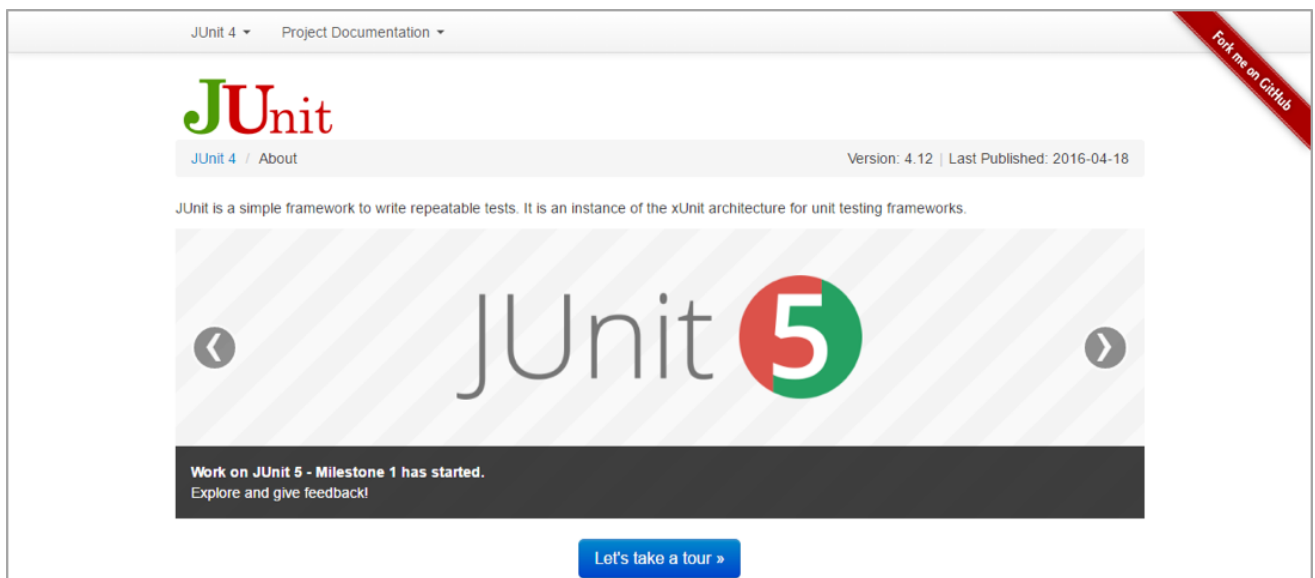 JUnit 4 Project Documentation
Fork me on GitHub
JUnit
JUnit 4 / About Version: 4.12 | Last Published: 2016-04-18
JUnit is a simple framework to write repeatable tests. It is an instance of the xUnit architecture for unit testing frameworks.
JUnit 5
Work on JUnit 5 - Milestone 1 has started.
Explore and give feedback!
Let's take a tour »